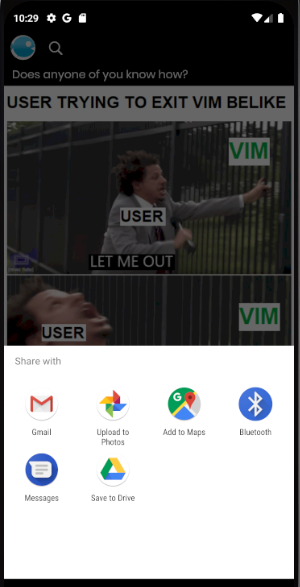 10:29 G
Does anyone of you know how?
USER TRYING TO EXIT VIM BELIKE
VIM
USER
LET ME OUT
VIM
USER
Share with
G
Gmail
Upload to
Photos
Add to Maps
Bluetooth
Messages
Save to Drive